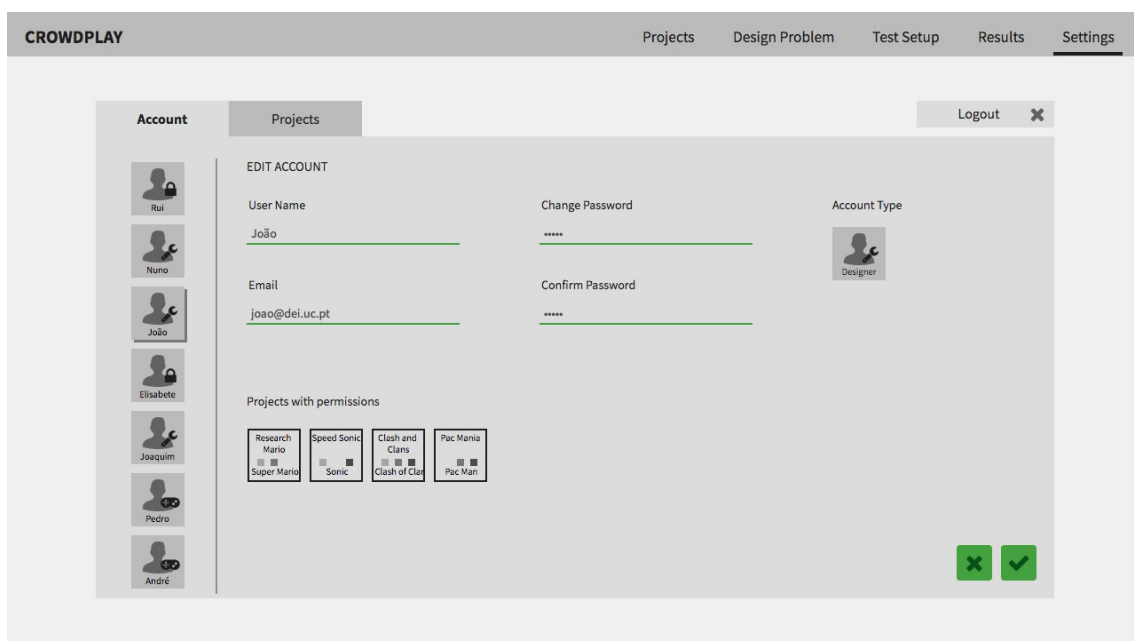 CROWDPLAY
Projects
Design Problem
Test Setup
Results
Settings
Account
Projects
Logout
Rui
Nuno
João
Elisabete
Joaquim
Pedro
André
EDIT ACCOUNT
User Name
João
Change Password
•••••
Account Type
Designer
Email
joao@dei.uc.pt
Confirm Password
•••••
Projects with permissions
Research
Mario
Super Mario
Speed Sonic
Sonic
Clash and
Clans
Clash of Clan
Pac Mania
Pac Man